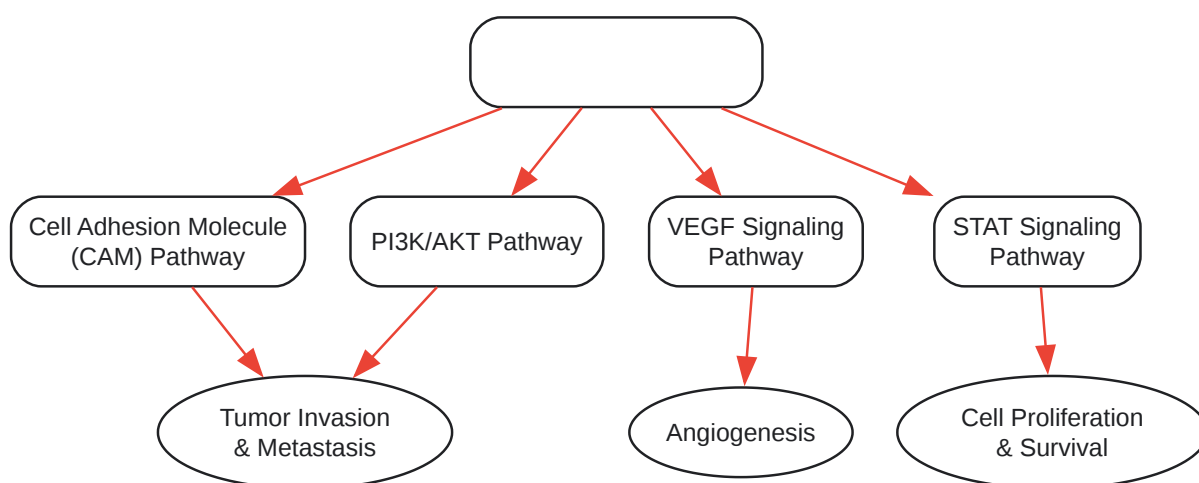 Cell Adhesion Molecule
(CAM) Pathway
PI3K/AKT Pathway
VEGF Signaling
Pathway
STAT Signaling
Pathway
Tumor Invasion
& Metastasis
Angiogenesis
Cell Proliferation
& Survival